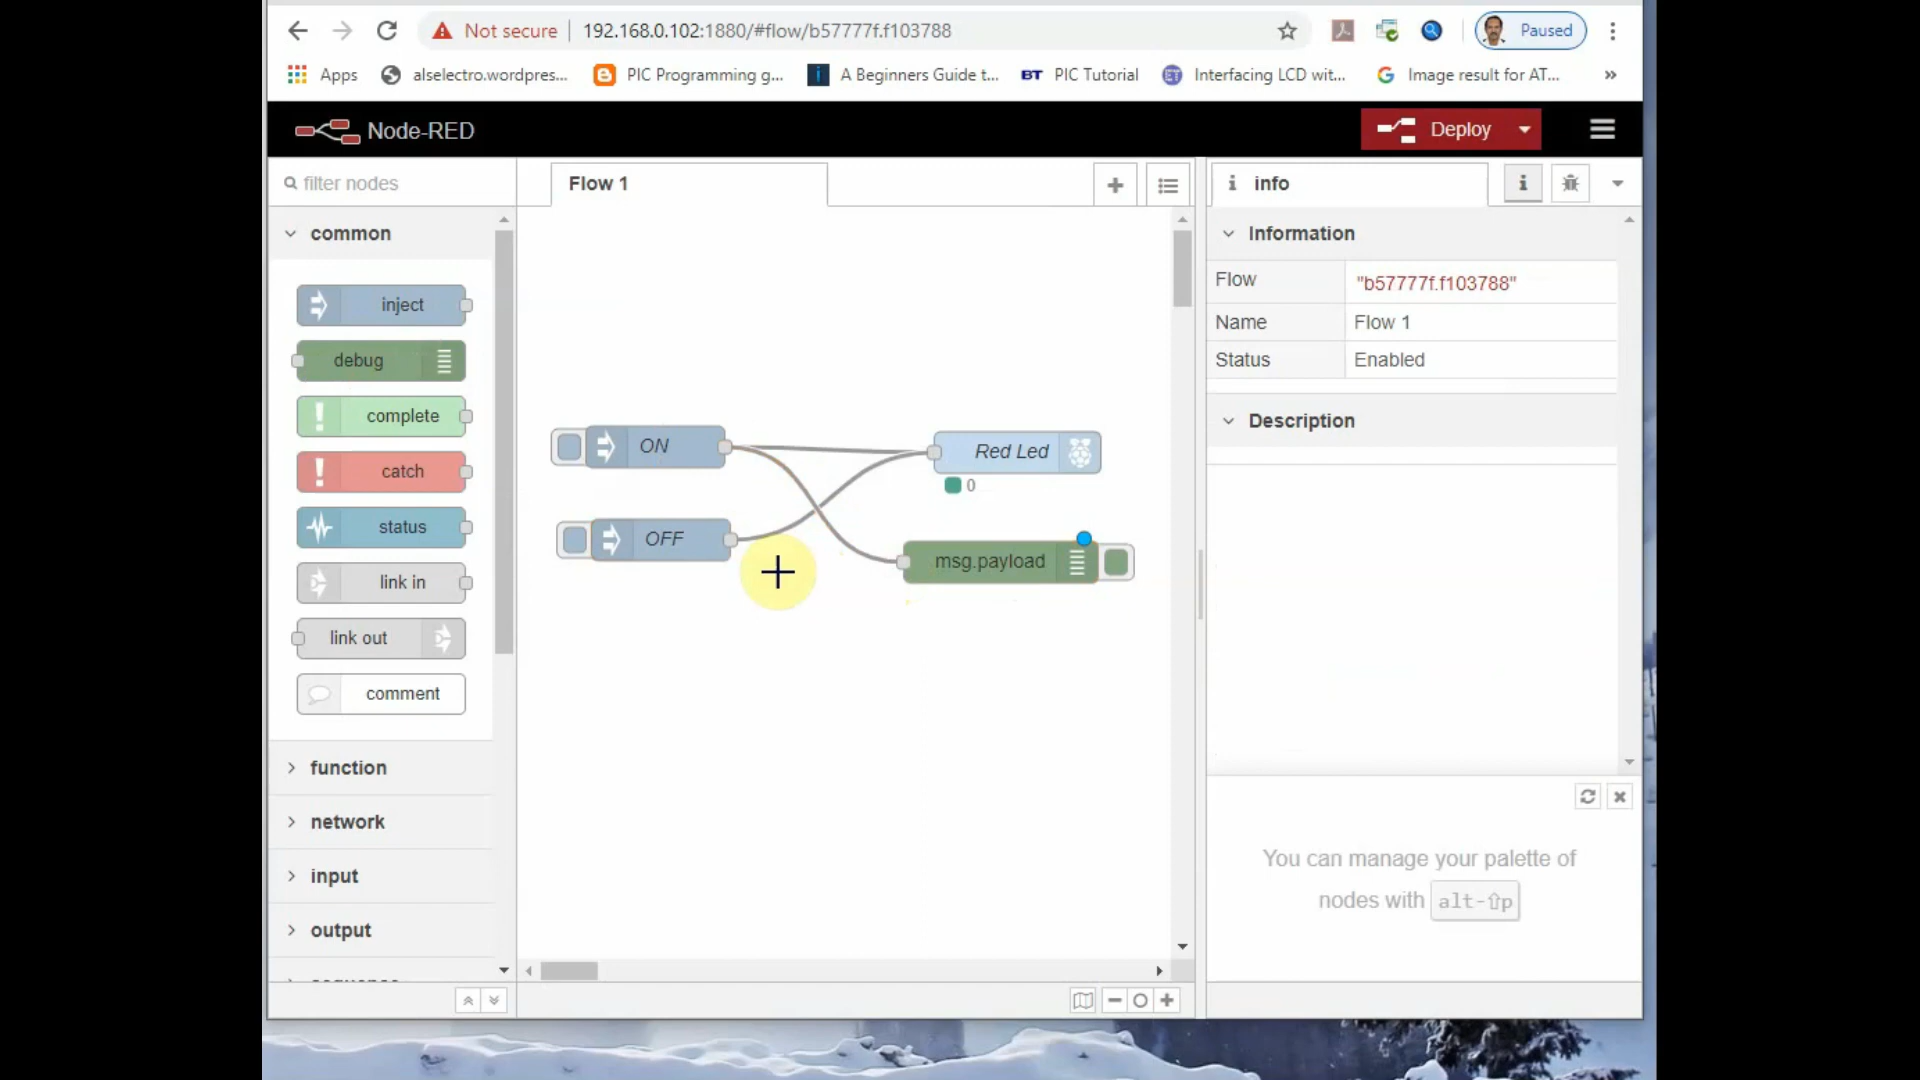 Not secure
192.168.0.102:1880/#flow/b57777f.f103788
Paused
Apps
alselectro.wordpres...
PIC Programming g...
A Beginners Guide t...
BT PIC Tutorial
Interfacing LCD wit...
Image result for AT...
»
Node-RED
Deploy
filter nodes
Flow 1
info
common
inject
debug
complete
catch
status
link in
link out
comment
function
network
input
output
ON
OFF
Red Led
0
msg.payload
Information
Flow "b57777f.f103788"
Name Flow 1
Status Enabled
Description
You can manage your palette of
nodes with alt-⇧p